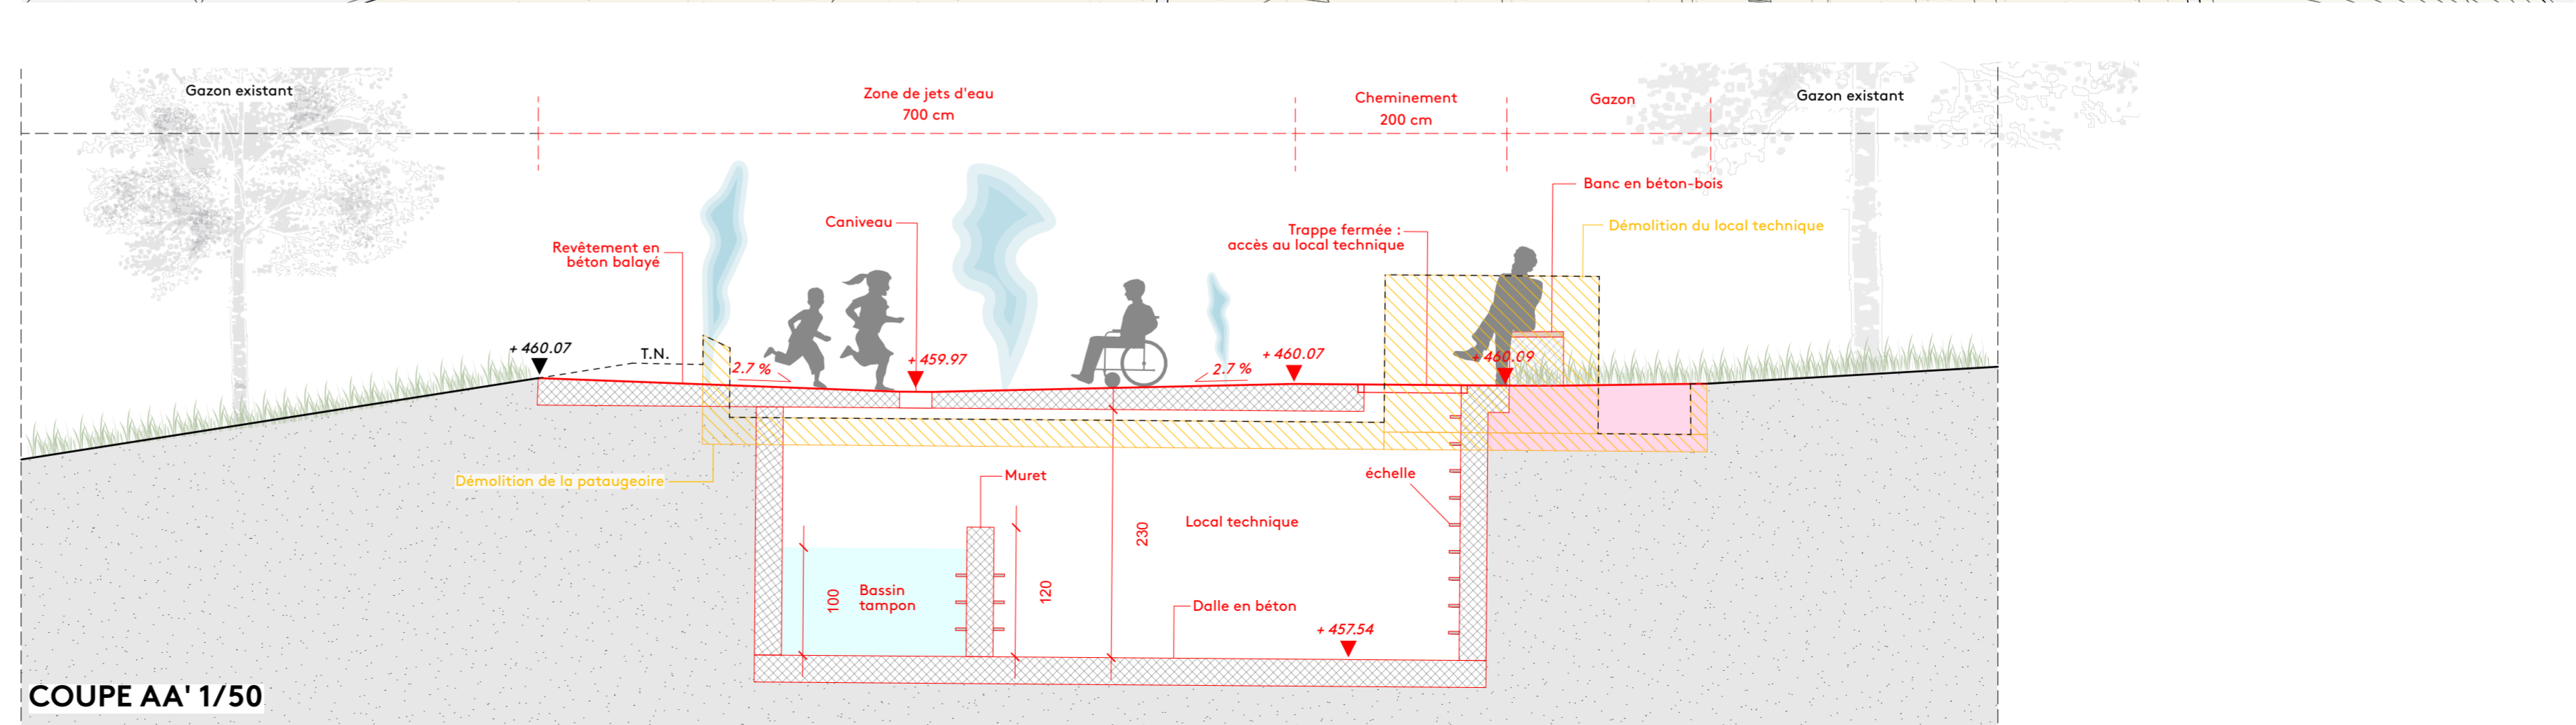 Gazon existant
Zone de jets d'eau
700 cm
Cheminement
200 cm
Gazon
Gazon existant
Banc en béton-bois
Caniveau
Démolition du local technique
Trappe fermée :
accès au local technique
Revêtement en
béton balayé
+ 460.07
T.N.
2.7 %
+ 459.97
2.7 %
+ 460.07
+ 460.09
Démolition de la pataugeoire
Muret
échelle
230
Local technique
100
Bassin
tampon
120
Dalle en béton
+ 457.54
COUPE AA' 1/50